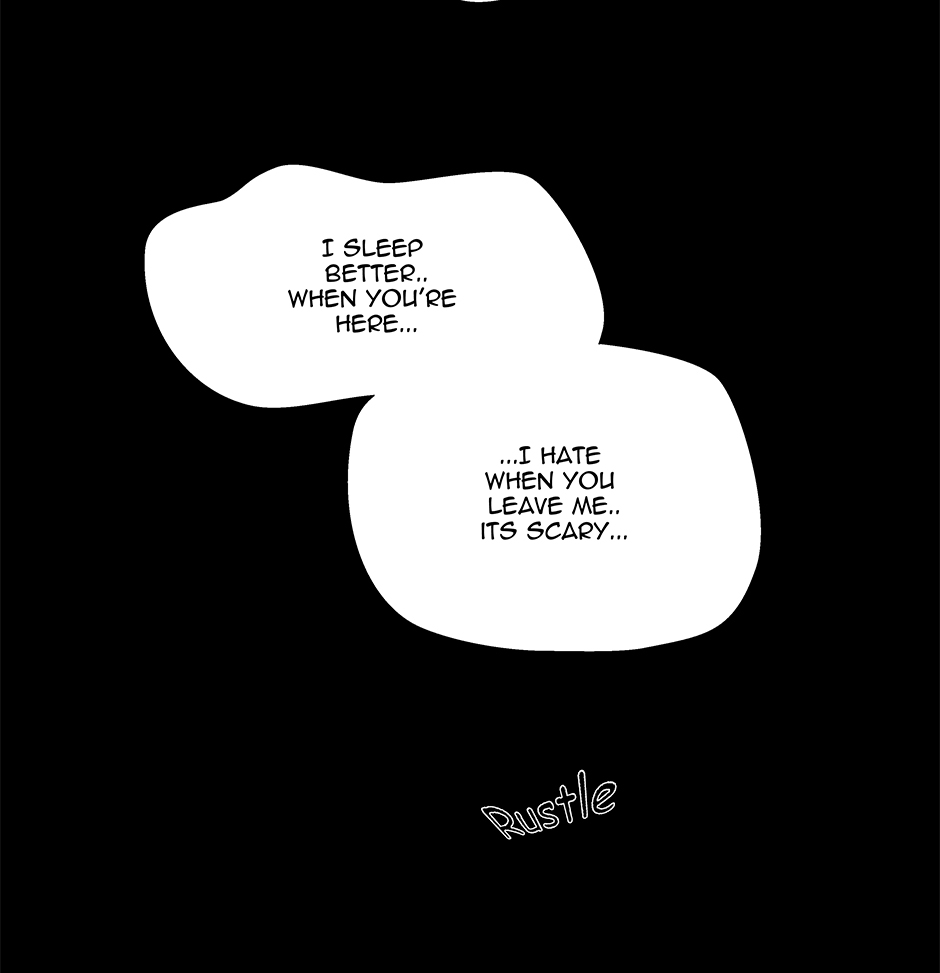 I SLEEP
BETTER..
WHEN YOU'RE
HERE...
...I HATE
WHEN YOU
LEAVE ME..
ITS SCARY...
Rustle